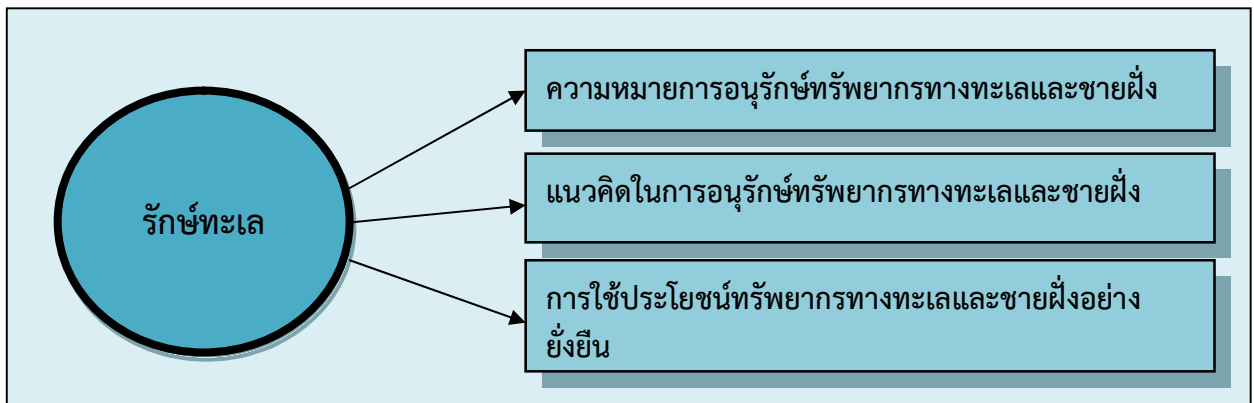 ความหมายการอนุรักษ์ทรัพยากรทางทะเลและชายฝั่ง
รักษ์ทะเล
แนวคิดในการอนุรักษ์ทรัพยากรทางทะเลและชายฝั่ง
การใช้ประโยชน์ทรัพยากรทางทะเลและชายฝั่งอย่าง
ยั่งยืน